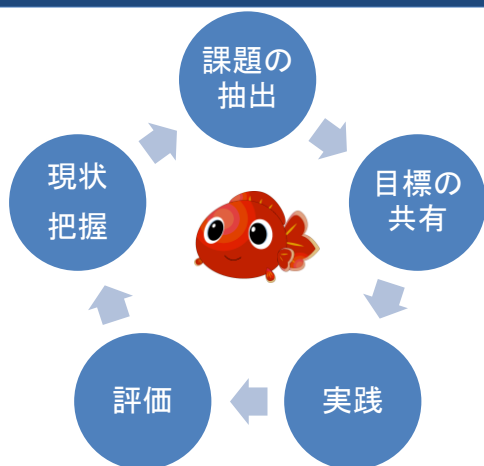 課題の
抽出
目標の
共有
実践
評価
現状
把握